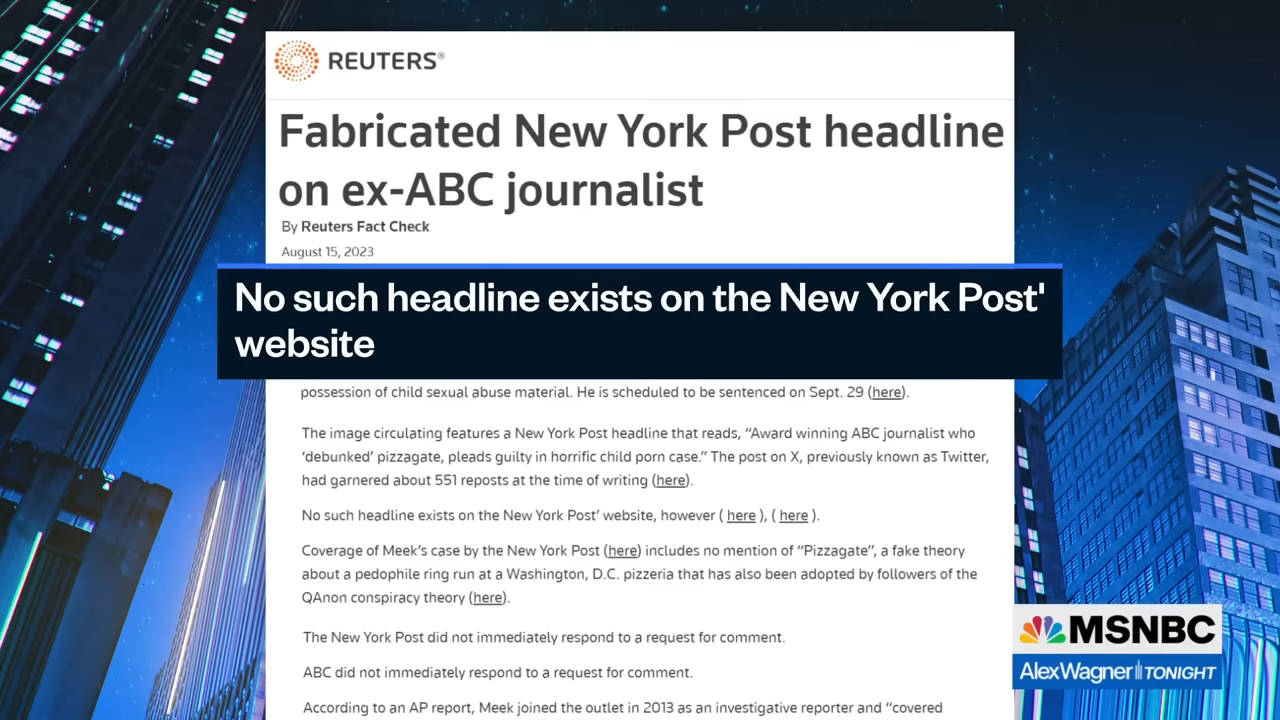 REUTERS®
Fabricated New York Post headline
on ex-ABC journalist
By Reuters Fact Check
August 15, 2023
No such headline exists on the New York Post'
website
possession of child sexual abuse material. He is scheduled to be sentenced on Sept. 29 (here).
The image circulating features a New York Post headline that reads, “Award winning ABC journalist who
‘debunked’ pizzagate, pleads guilty in horrific child porn case.” The post on X, previously known as Twitter,
had garnered about 551 reposts at the time of writing (here).
No such headline exists on the New York Post’ website, however ( here ), ( here ).
Coverage of Meek’s case by the New York Post (here) includes no mention of “Pizzagate”, a fake theory
about a pedophile ring run at a Washington, D.C. pizzeria that has also been adopted by followers of the
QAnon conspiracy theory (here).
The New York Post did not immediately respond to a request for comment.
ABC did not immediately respond to a request for comment.
According to an AP report, Meek joined the outlet in 2013 as an investigative reporter and “covered
MSNBC
AlexWagner TONIGHT